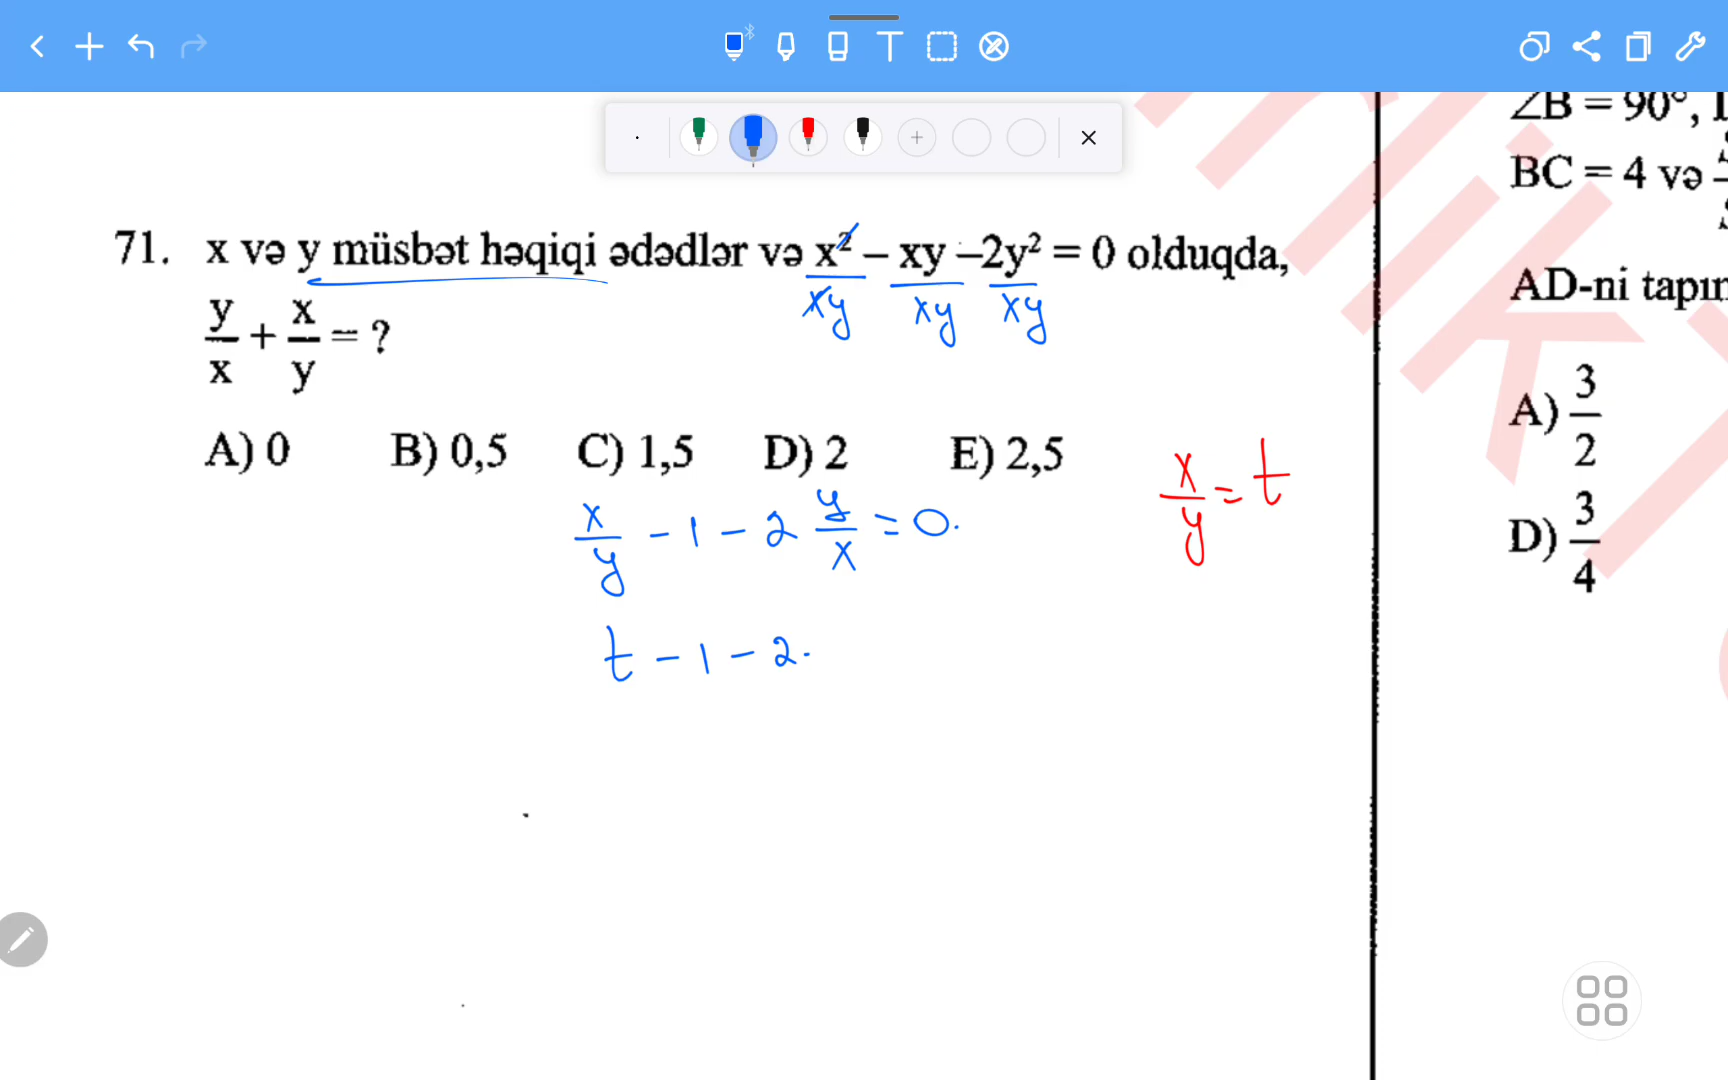 71. x və y müsbət həqiqi ədədlər və x² – xy –2y² = 0 olduqda,
xy xy xy
y/x + x/y = ?
A) 0 B) 0,5 C) 1,5 D) 2 E) 2,5
x/y – 1 – 2 y/x = 0.
x/y = t
t – 1 – 2.
∠B = 90°,
BC = 4 və
AD-ni tapın
A) 3/2
D) 3/4
T